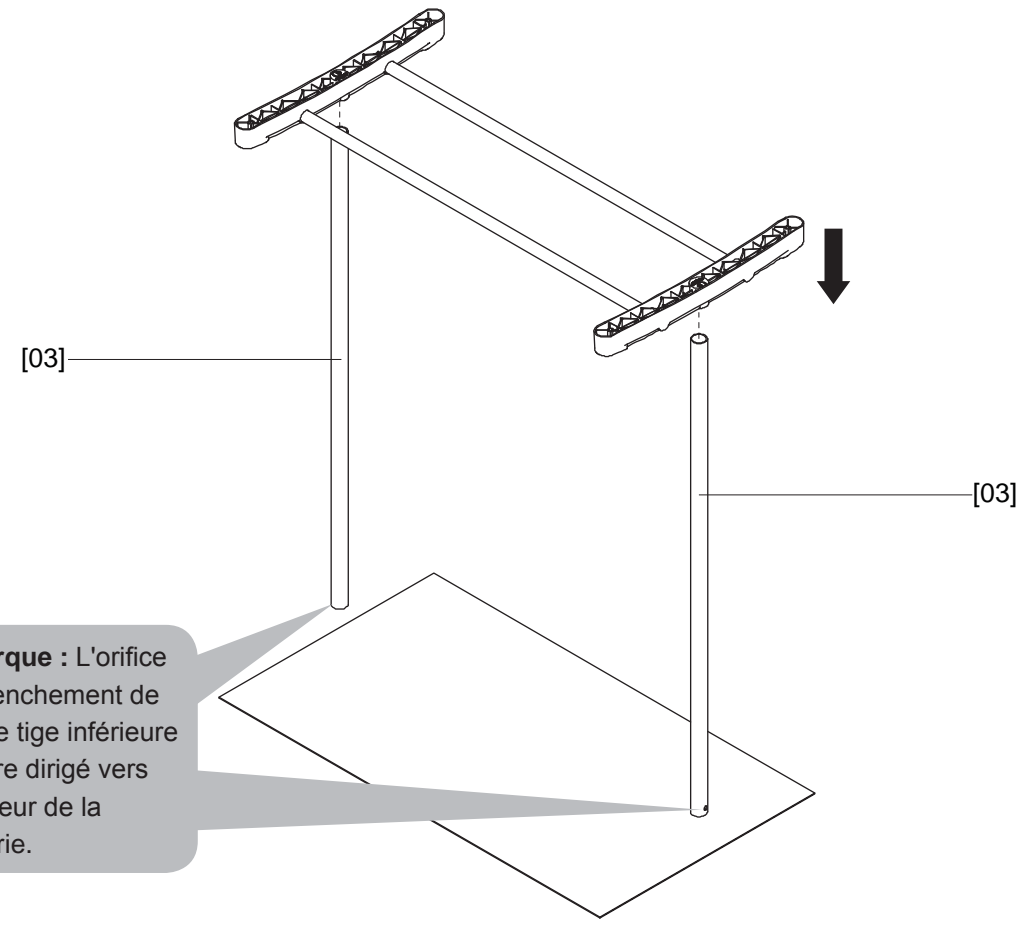 [03]
[03]
rque : L'orifice
enchement de
e tige inférieure
re dirigé vers
eur de la
rie.